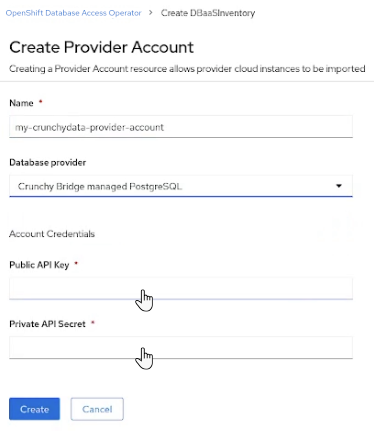 OpenShift Database Access Operator > Create DBaaSInventory
Create Provider Account
Creating a Provider Account resource allows provider cloud instances to be imported
Name *
my-crunchydata-provider-account
Database provider
Crunchy Bridge managed PostgreSQL
Account Credentials
Public API Key *
Private API Secret *
Create Cancel